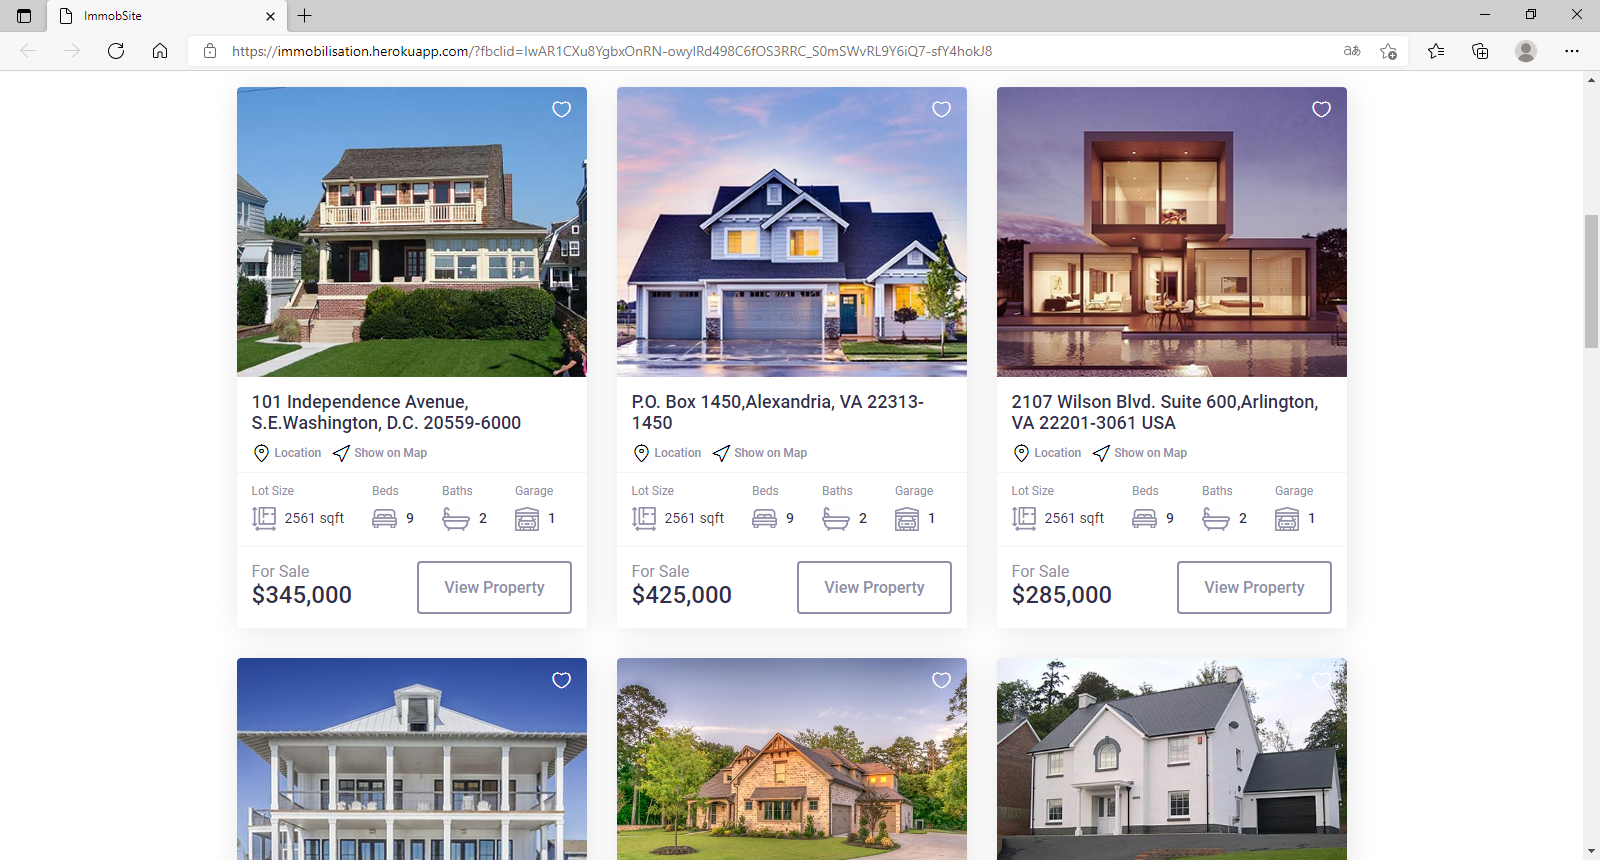 ImmobSite
https://immobilisation.herokuapp.com/?fbclid=IwAR1CXu8YgbxOnRN-owylRd498C6fOS3RRC_S0mSWvRL9Y6iQ7-sfY4hokJ8
101 Independence Avenue,
S.E.Washington, D.C. 20559-6000
Location Show on Map
Lot Size Beds Baths Garage
2561 sqft 9 2 1
For Sale
$345,000
View Property
P.O. Box 1450,Alexandria, VA 22313-
1450
Location Show on Map
Lot Size Beds Baths Garage
2561 sqft 9 2 1
For Sale
$425,000
View Property
2107 Wilson Blvd. Suite 600,Arlington,
VA 22201-3061 USA
Location Show on Map
Lot Size Beds Baths Garage
2561 sqft 9 2 1
For Sale
$285,000
View Property